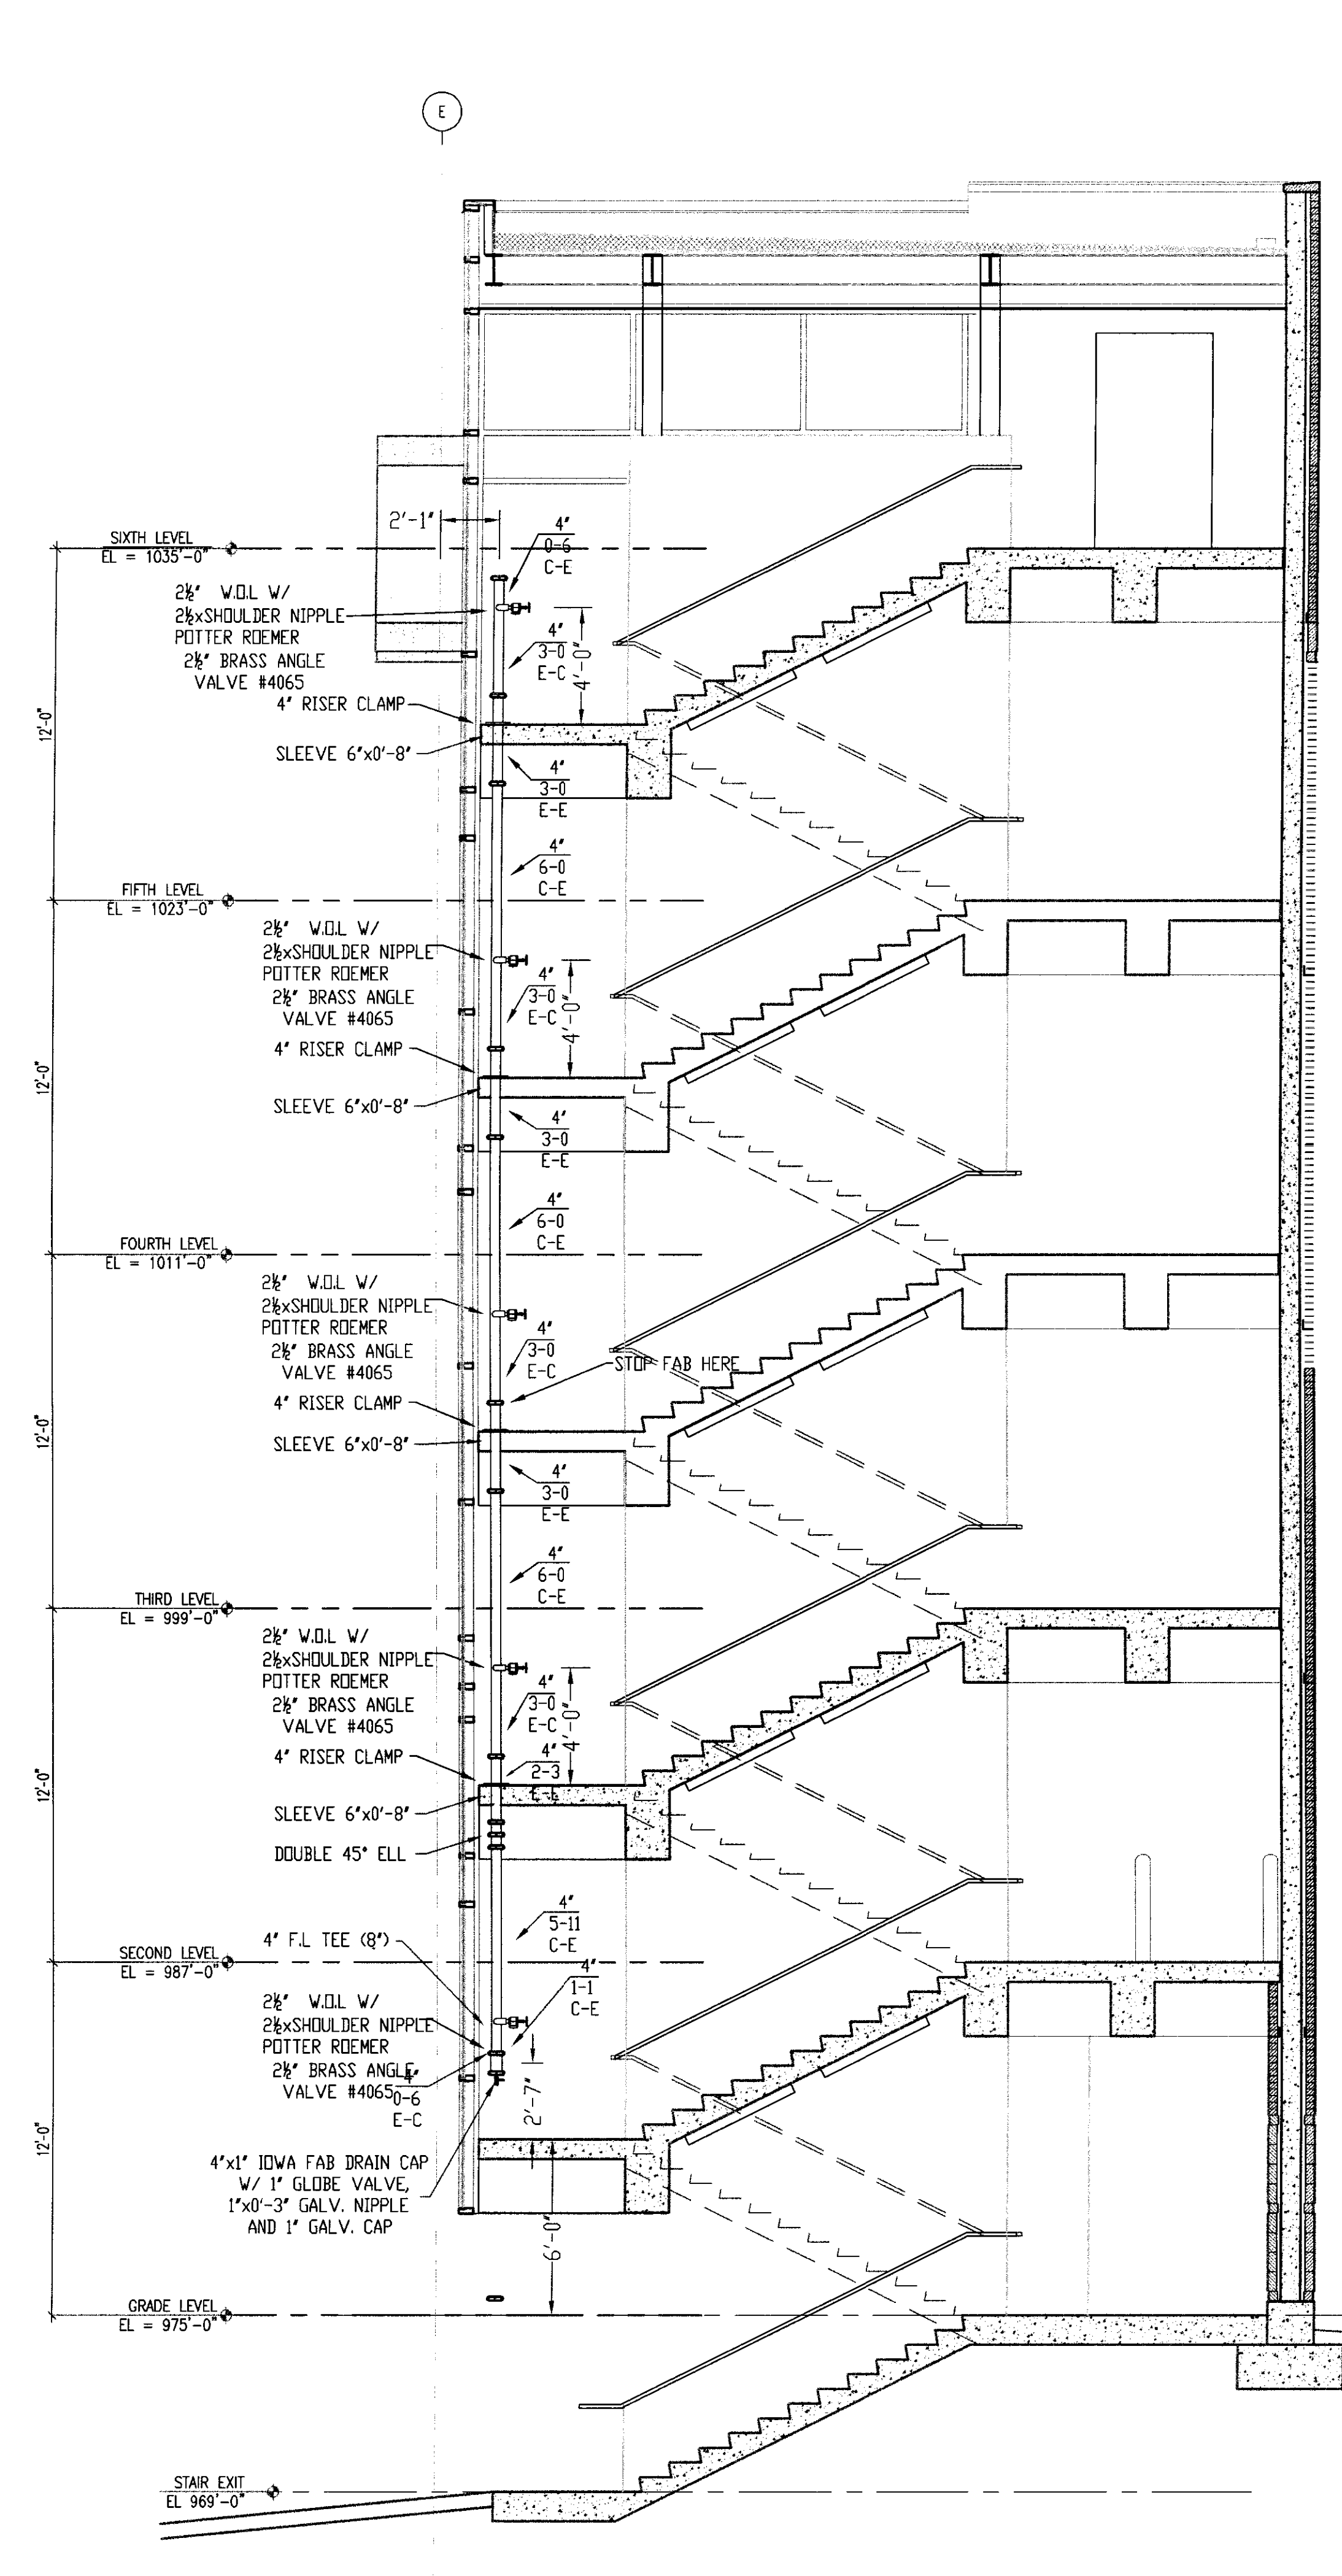 E
2'-1"
SIXTH LEVEL
EL = 1035'-0"
4"
0-6
C-E
2½" W.O.L W/
2½xSHOULDER NIPPLE
POTTER ROEMER
2½" BRASS ANGLE
VALVE #4065
4"
3-0
E-C
4'-0"
4" RISER CLAMP
SLEEVE 6"x0'-8"
12'-0"
4"
3-0
E-E
4"
6-0
C-E
FIFTH LEVEL
EL = 1023'-0"
2½" W.O.L W/
2½xSHOULDER NIPPLE
POTTER ROEMER
2½" BRASS ANGLE
VALVE #4065
4"
3-0
E-C
4'-0"
4" RISER CLAMP
12'-0"
SLEEVE 6"x0'-8"
4"
3-0
E-E
4"
6-0
C-E
FOURTH LEVEL
EL = 1011'-0"
2½" W.O.L W/
2½xSHOULDER NIPPLE
POTTER ROEMER
2½" BRASS ANGLE
VALVE #4065
4"
3-0
E-C
STOP FAB HERE
4" RISER CLAMP
12'-0"
SLEEVE 6"x0'-8"
4"
3-0
E-E
4"
6-0
C-E
THIRD LEVEL
EL = 999'-0"
2½" W.O.L W/
2½xSHOULDER NIPPLE
POTTER ROEMER
2½" BRASS ANGLE
VALVE #4065
4"
3-0
E-C
4'-0"
4" RISER CLAMP
4"
2-3
E-E
12'-0"
SLEEVE 6"x0'-8"
DOUBLE 45° ELL
4"
5-11
C-E
4" F.L TEE (8")
SECOND LEVEL
EL = 987'-0"
4"
1-1
C-E
2½" W.O.L W/
2½xSHOULDER NIPPLE
POTTER ROEMER
2½" BRASS ANGLE
VALVE #4065
4"
0-6
E-C
2'-7"
12'-0"
4"x1" IOWA FAB DRAIN CAP
W/ 1" GLOBE VALVE,
1"x0'-3" GALV. NIPPLE
AND 1" GALV. CAP
6'-0"
GRADE LEVEL
EL = 975'-0"
STAIR EXIT
EL 969'-0"